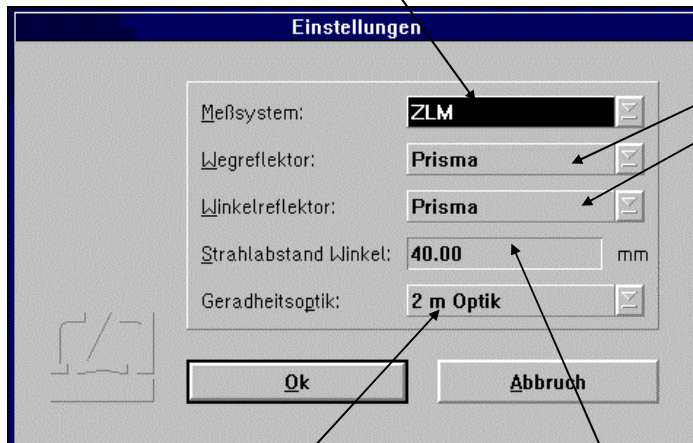 Einstellungen
Meßsystem: ZLM
Wegreflektor: Prisma
Winkelreflektor: Prisma
Strahlabstand Winkel: 40.00 mm
Geradheitsoptik: 2 m Optik
Ok Abbruch